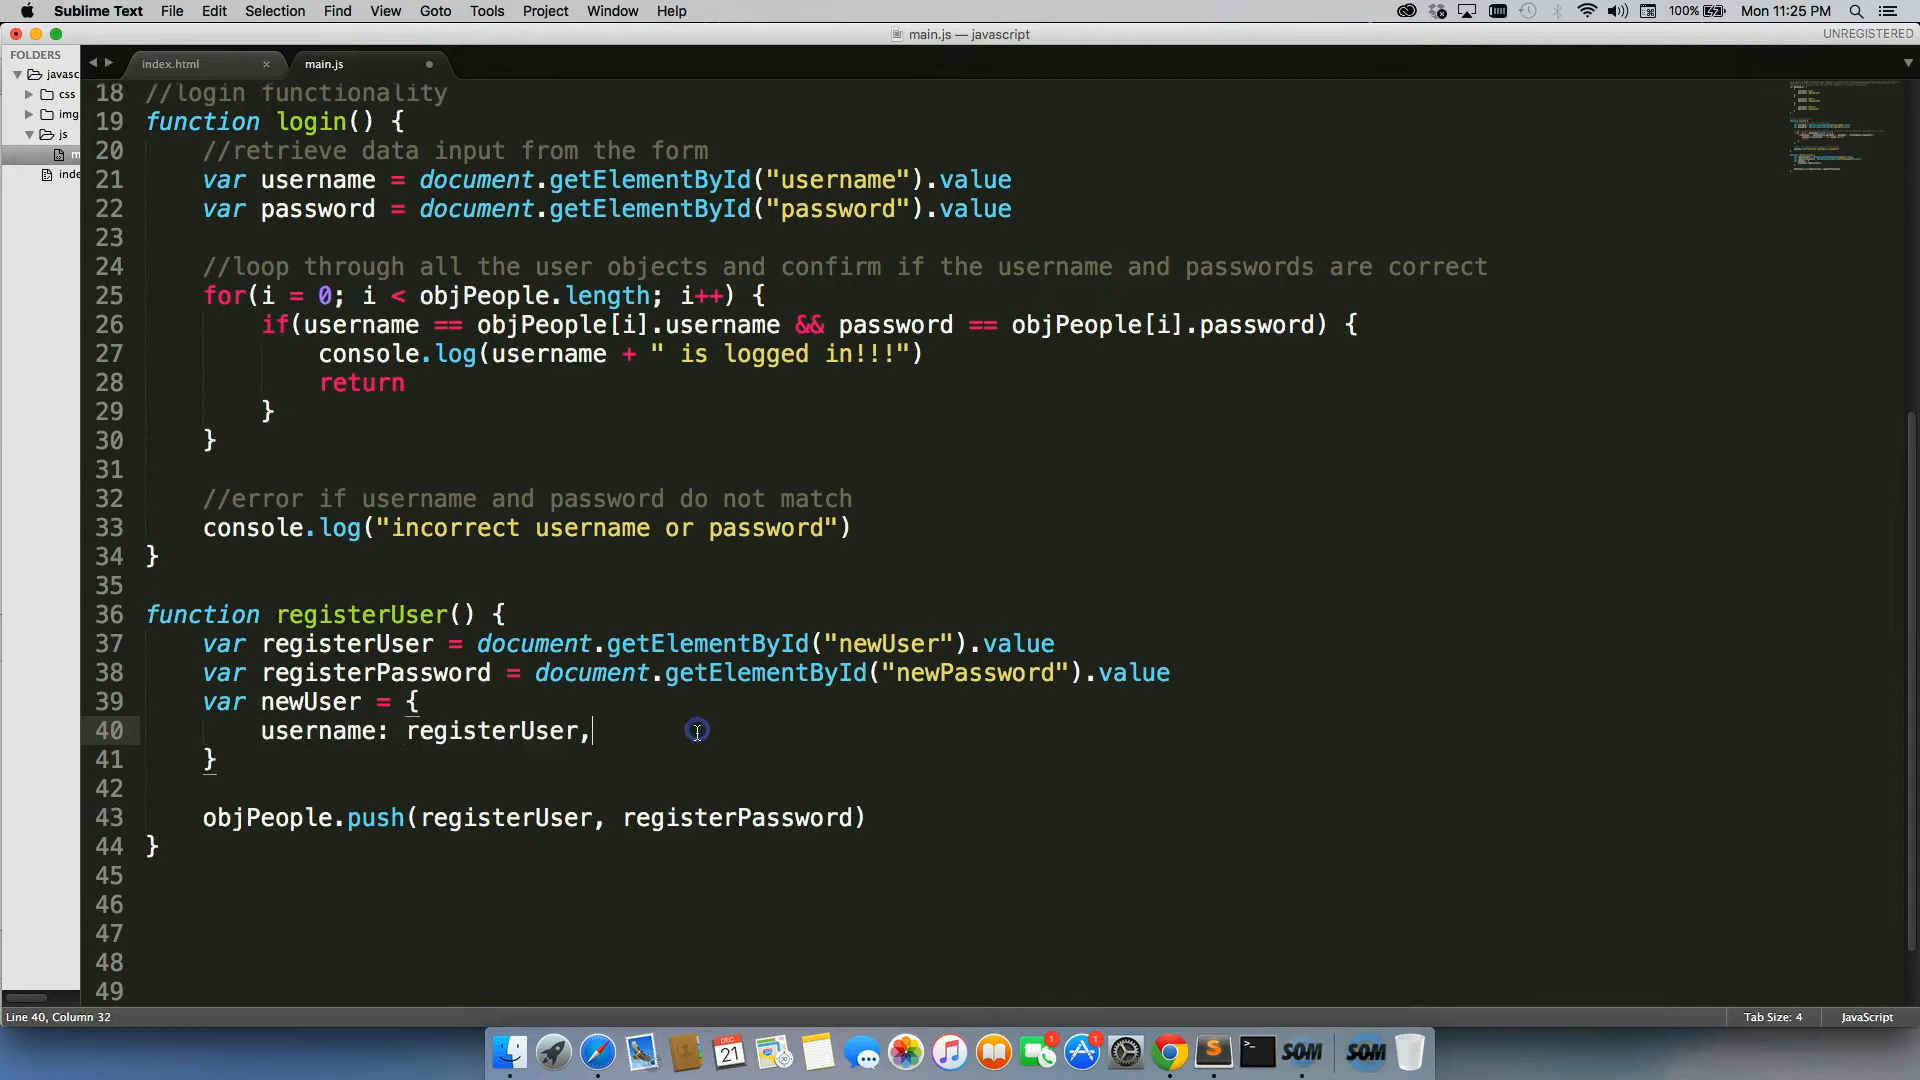 Sublime Text File Edit Selection Find View Goto Tools Project Window Help 100% Mon 11:25 PM
main.js — javascript UNREGISTERED
FOLDERS
javasc
css
img
js
m
inde
index.html × main.js
18 //login functionality
19 function login() {
20 //retrieve data input from the form
21 var username = document.getElementById("username").value
22 var password = document.getElementById("password").value
23
24 //loop through all the user objects and confirm if the username and passwords are correct
25 for(i = 0; i < objPeople.length; i++) {
26 if(username == objPeople[i].username && password == objPeople[i].password) {
27 console.log(username + " is logged in!!!")
28 return
29 }
30 }
31
32 //error if username and password do not match
33 console.log("incorrect username or password")
34 }
35
36 function registerUser() {
37 var registerUser = document.getElementById("newUser").value
38 var registerPassword = document.getElementById("newPassword").value
39 var newUser = {
40 username: registerUser,
41 }
42
43 objPeople.push(registerUser, registerPassword)
44 }
45
46
47
48
49
Line 40, Column 32 Tab Size: 4 JavaScript
DEC 21 1 1 S >_ SOM SOM